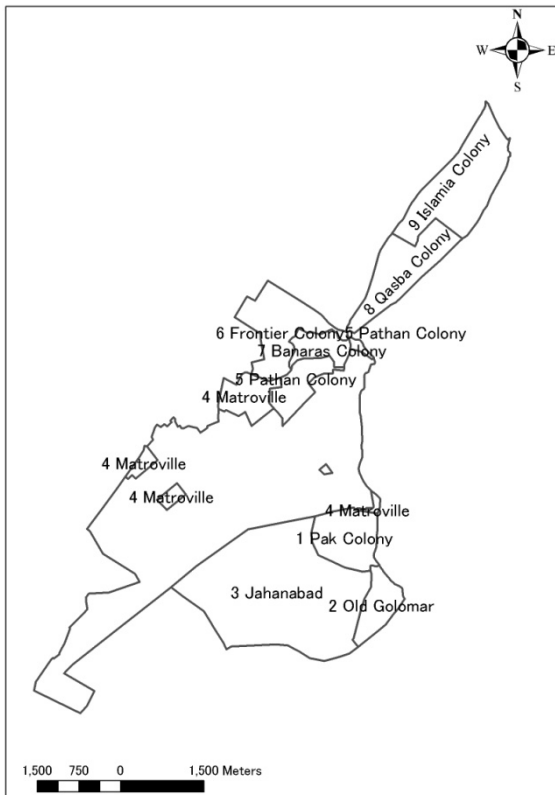 N
W E
S
9 Islamia Colony
8 Qasba Colony
6 Frontier Colony 5 Pathan Colony
7 Banaras Colony
5 Pathan Colony
4 Matroville
4 Matroville
4 Matroville
4 Matroville
1 Pak Colony
3 Jahanabad
2 Old Golomar
1,500 750 0 1,500 Meters